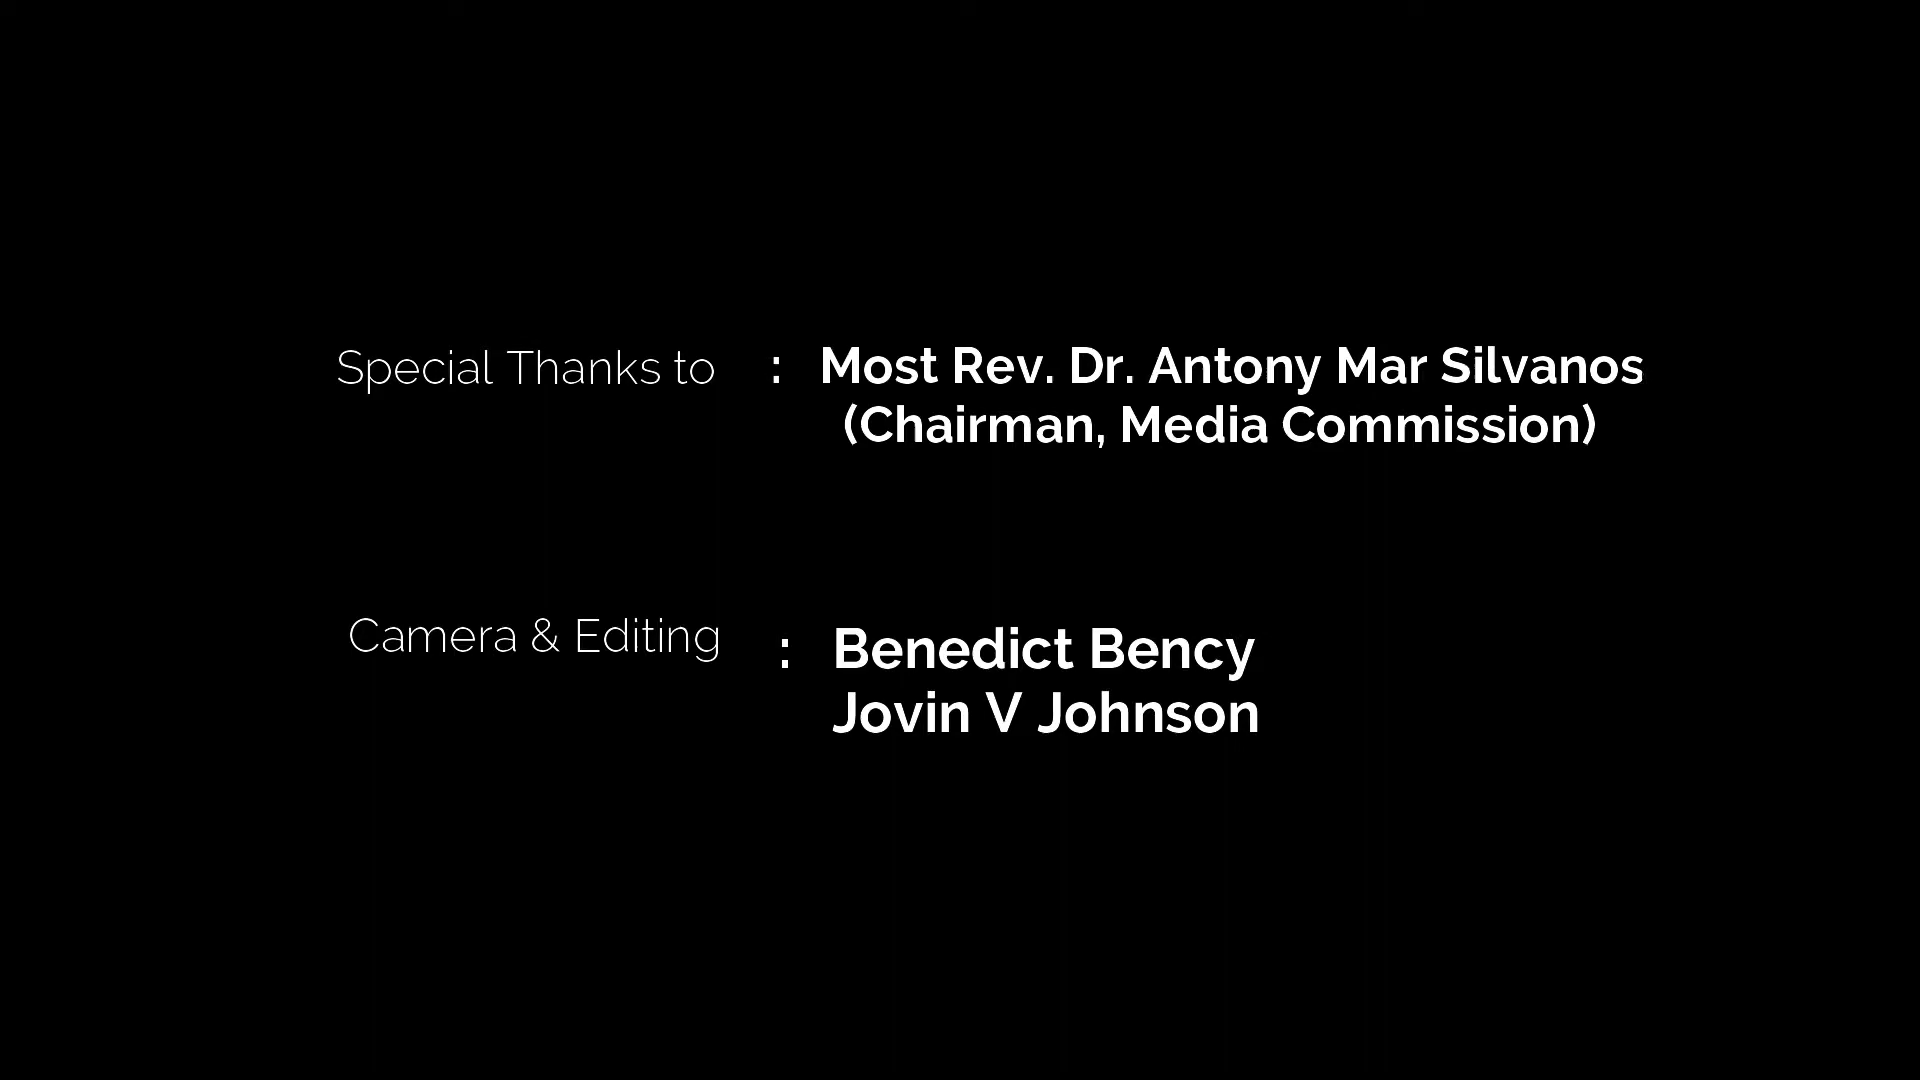 Special Thanks to : Most Rev. Dr. Antony Mar Silvanos
(Chairman, Media Commission)
Camera & Editing : Benedict Bency
Jovin V Johnson